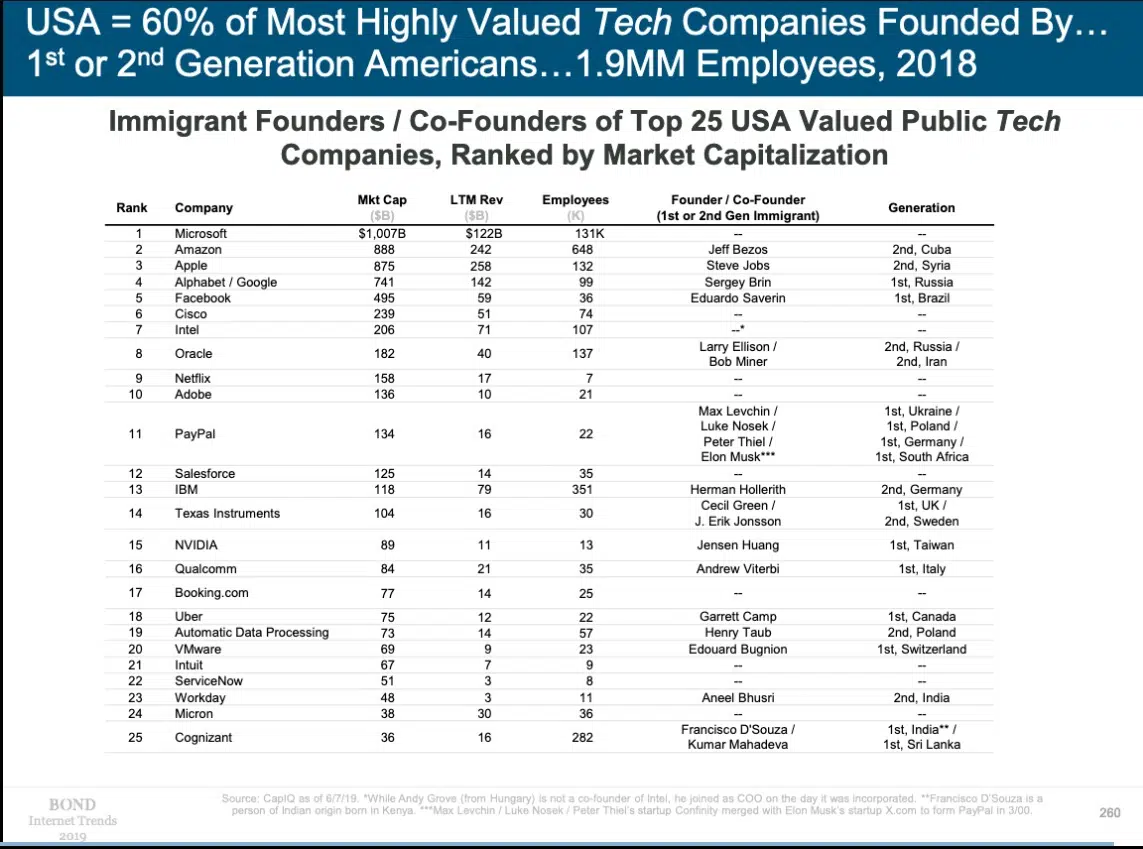 USA = 60% of Most Highly Valued Tech Companies Founded By…
1st or 2nd Generation Americans…1.9MM Employees, 2018
Immigrant Founders / Co-Founders of Top 25 USA Valued Public Tech
Companies, Ranked by Market Capitalization
Rank Company Mkt Cap ($B) LTM Rev ($B) Employees (K) Founder / Co-Founder (1st or 2nd Gen Immigrant) Generation
1 Microsoft $1,007B $122B 131K -- --
2 Amazon 888 242 648 Jeff Bezos 2nd, Cuba
3 Apple 875 258 132 Steve Jobs 2nd, Syria
4 Alphabet / Google 741 142 99 Sergey Brin 1st, Russia
5 Facebook 495 59 36 Eduardo Saverin 1st, Brazil
6 Cisco 239 51 74 -- --
7 Intel 206 71 107 --* --
8 Oracle 182 40 137 Larry Ellison / Bob Miner 2nd, Russia / 2nd, Iran
9 Netflix 158 17 7 -- --
10 Adobe 136 10 21 -- --
11 PayPal 134 16 22 Max Levchin / Luke Nosek / Peter Thiel / Elon Musk*** 1st, Ukraine / 1st, Poland / 1st, Germany / 1st, South Africa
12 Salesforce 125 14 35 -- --
13 IBM 118 79 351 Herman Hollerith 2nd, Germany
14 Texas Instruments 104 16 30 Cecil Green / J. Erik Jonsson 1st, UK / 2nd, Sweden
15 NVIDIA 89 11 13 Jensen Huang 1st, Taiwan
16 Qualcomm 84 21 35 Andrew Viterbi 1st, Italy
17 Booking.com 77 14 25 -- --
18 Uber 75 12 22 Garrett Camp 1st, Canada
19 Automatic Data Processing 73 14 57 Henry Taub 2nd, Poland
20 VMware 69 9 23 Edouard Bugnion 1st, Switzerland
21 Intuit 67 7 9 -- --
22 ServiceNow 51 3 8 -- --
23 Workday 48 3 11 Aneel Bhusri 2nd, India
24 Micron 38 30 36 -- --
25 Cognizant 36 16 282 Francisco D'Souza / Kumar Mahadeva 1st, India** / 1st, Sri Lanka
BOND
Internet Trends
2019
Source: CapIQ as of 6/7/19. *While Andy Grove (from Hungary) is not a co-founder of Intel, he joined as COO on the day it was incorporated. **Francisco D'Souza is a
person of Indian origin born in Kenya. ***Max Levchin / Luke Nosek / Peter Thiel's startup Confinity merged with Elon Musk's startup X.com to form PayPal in 3/00.
260